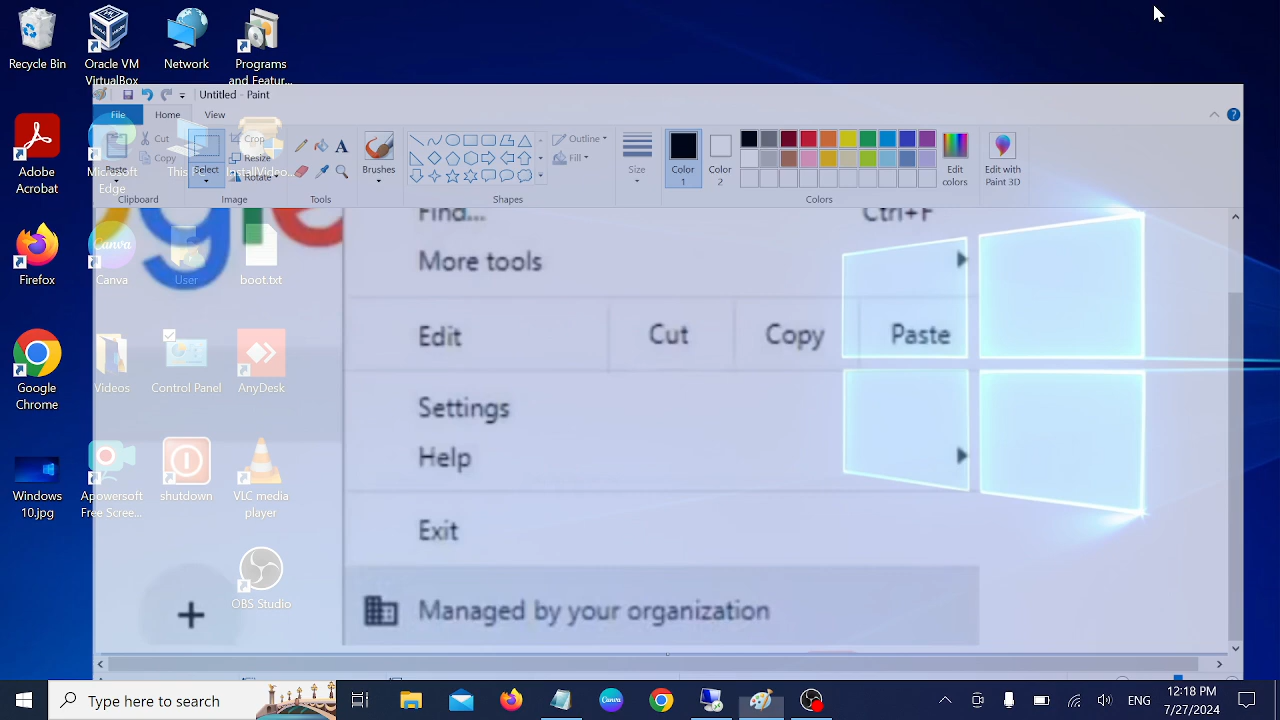 Recycle Bin
Oracle VM VirtualBox
Network
Programs and Featur...
Untitled - Paint
File
Home
View
Cut
Copy
Paste
Clipboard
Select
Crop
Resize
Rotate
Image
Tools
Brushes
Shapes
Outline
Fill
Size
Color 1
Color 2
Edit colors
Colors
Edit with Paint 3D
Adobe Acrobat
Microsoft Edge
This PC
InstallVideo...
Firefox
Canva
User
boot.txt
Google Chrome
Videos
Control Panel
AnyDesk
Windows 10.jpg
Apowersoft Free Scree...
shutdown
VLC media player
OBS Studio
Find... Ctrl+F
More tools
Edit Cut Copy Paste
Settings
Help
Exit
Managed by your organization
Type here to search
ENG
12:18 PM
7/27/2024